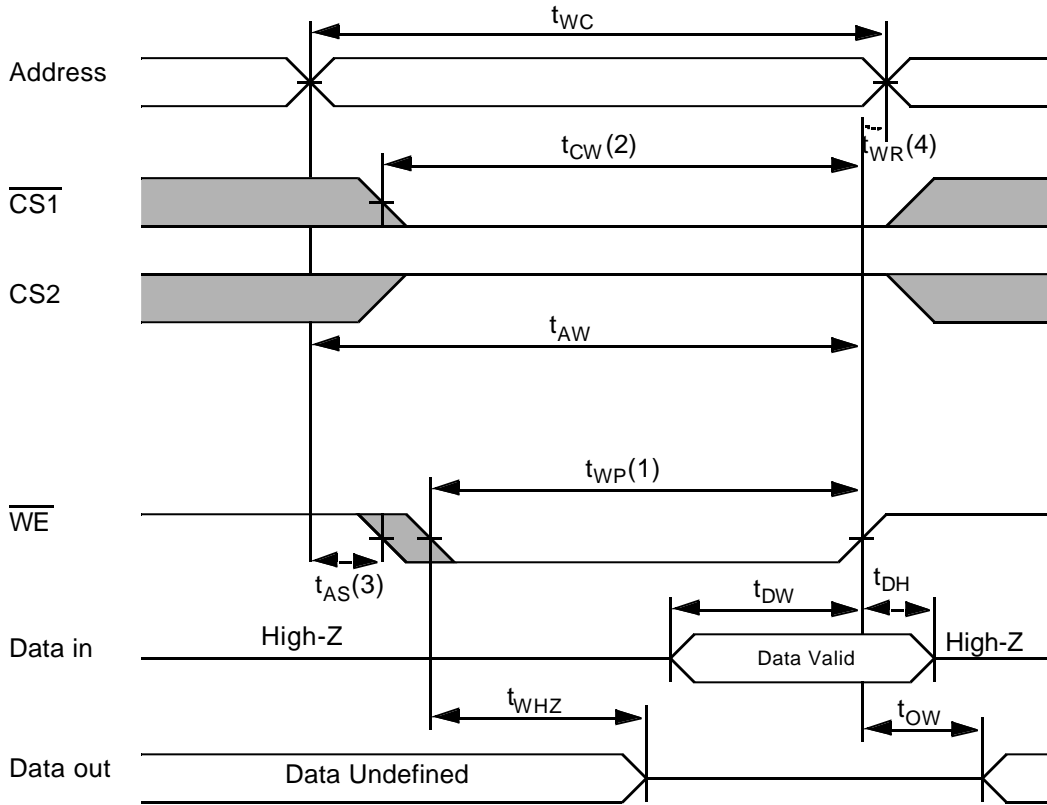 tWC
Address
tCW(2)
tWR(4)
CS1
CS2
tAW
tWP(1)
WE
tAS(3)
tDW
tDH
Data in
High-Z
Data Valid
High-Z
tWHZ
tOW
Data out
Data Undefined